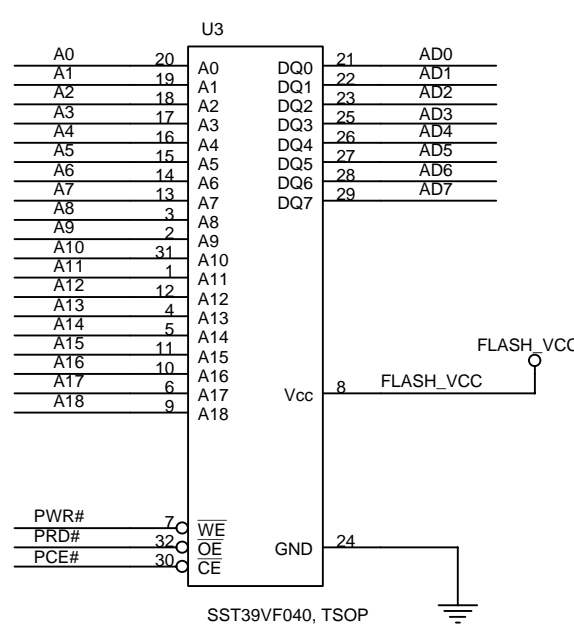 U3
A0 20 A0 DQ0 21 AD0
A1 19 A1 DQ1 22 AD1
A2 18 A2 DQ2 23 AD2
A3 17 A3 DQ3 25 AD3
A4 16 A4 DQ4 26 AD4
A5 15 A5 DQ5 27 AD5
A6 14 A6 DQ6 28 AD6
A7 13 A7 DQ7 29 AD7
A8 3 A8
A9 2 A9
A10 31 A10
A11 1 A11
A12 12 A12
A13 4 A13
A14 5 A14
A15 11 A15
FLASH_VCC
A16 10 A16
A17 6 A17 Vcc 8 FLASH_VCC
A18 9 A18
PWR# 7 WE
PRD# 32 OE GND 24
PCE# 30 CE
SST39VF040, TSOP